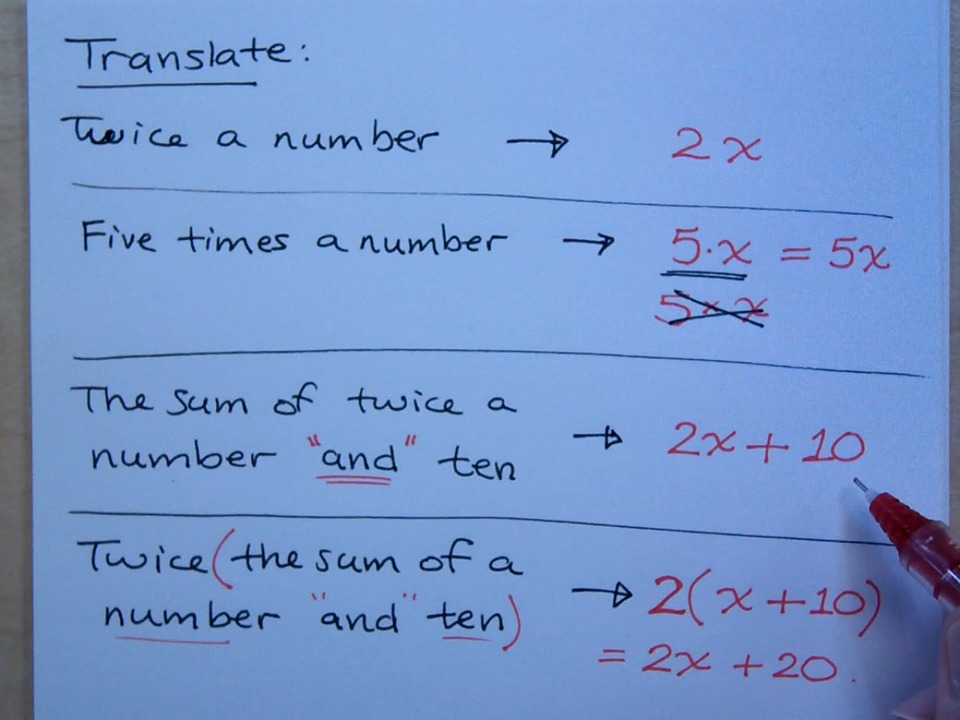 Translate:
Twice a number → 2x
Five times a number → 5·x = 5x
5 × x
The sum of twice a
number "and" ten → 2x + 10
Twice (the sum of a
number "and" ten) → 2(x +10)
= 2x + 20.